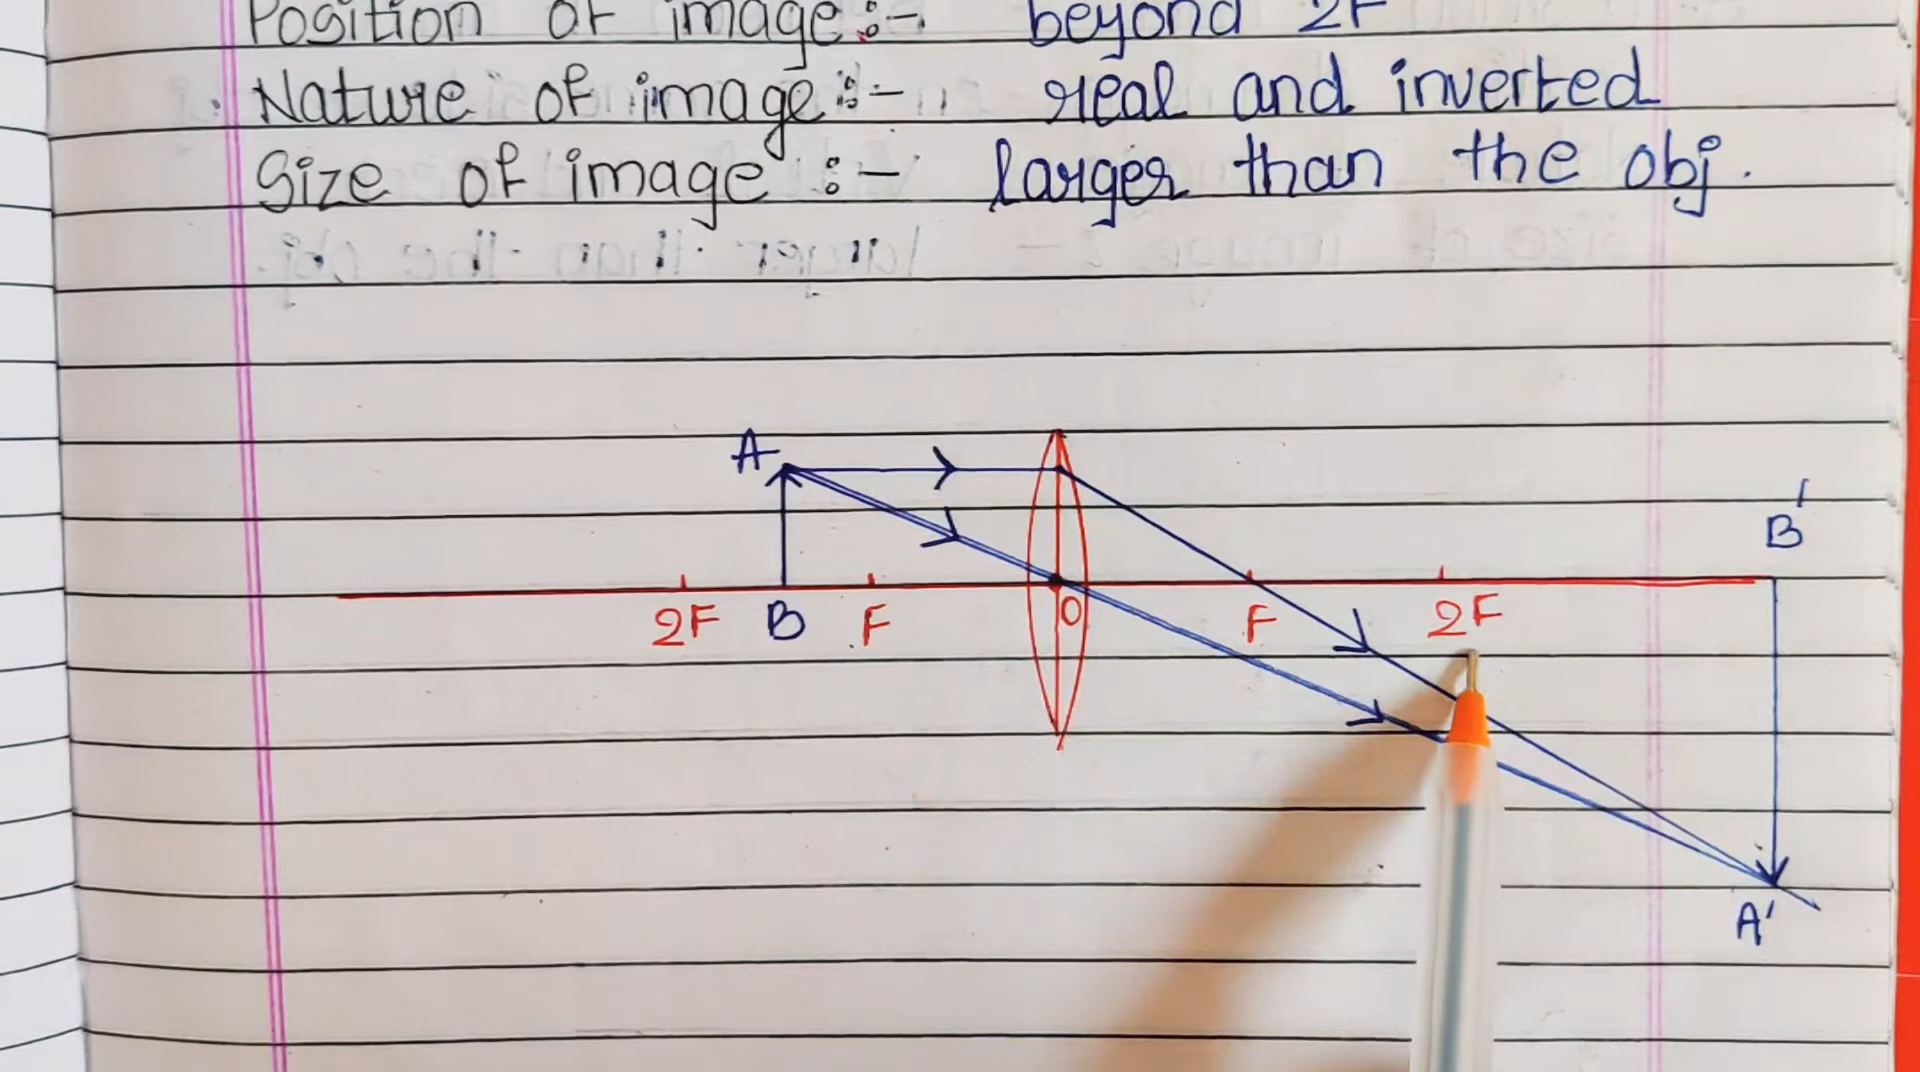 Position of image:- beyond 2F
Nature of image:- real and inverted
Size of image :- larger than the obj.
A
B'
2F B F O F 2F
A'